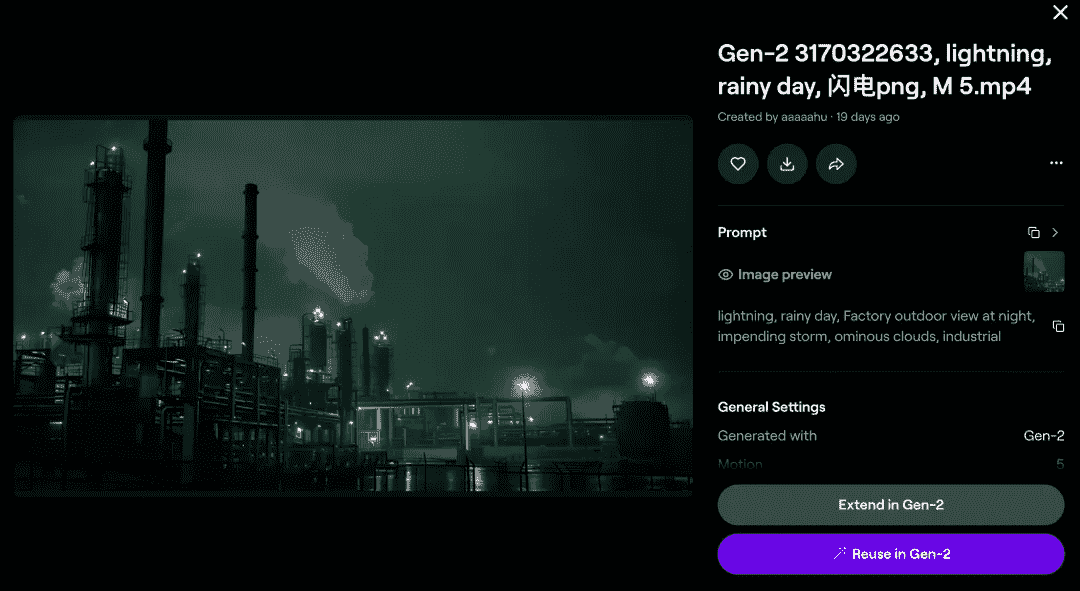 Gen-2 3170322633, lightning,
rainy day, 闪电png, M 5.mp4
Created by aaaaahu · 19 days ago
Prompt
Image preview
lightning, rainy day, Factory outdoor view at night,
impending storm, ominous clouds, industrial
General Settings
Generated with Gen-2
Motion 5
Extend in Gen-2
Reuse in Gen-2